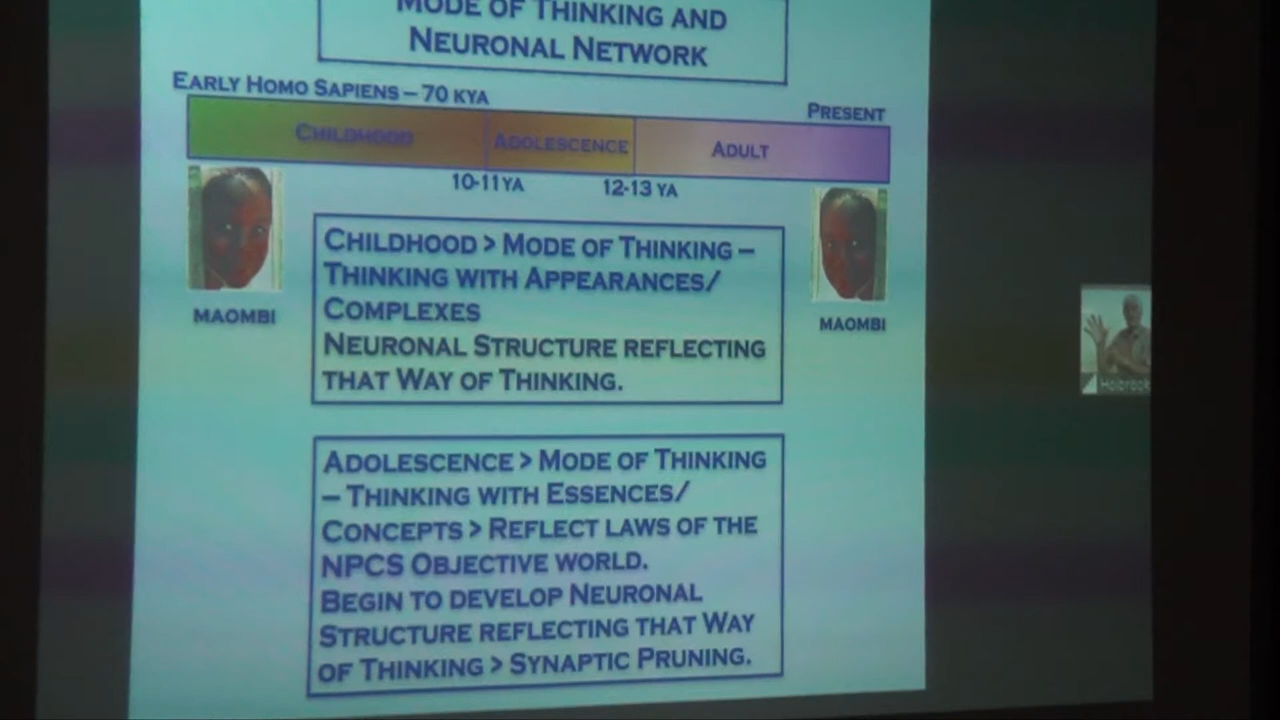 MODE OF THINKING AND
NEURONAL NETWORK
EARLY HOMO SAPIENS – 70 KYA
PRESENT
CHILDHOOD
ADOLESCENCE
ADULT
10-11YA
12-13 YA
MAOMBI
MAOMBI
CHILDHOOD > MODE OF THINKING –
THINKING WITH APPEARANCES/
COMPLEXES
NEURONAL STRUCTURE REFLECTING
THAT WAY OF THINKING.
ADOLESCENCE > MODE OF THINKING
– THINKING WITH ESSENCES/
CONCEPTS > REFLECT LAWS OF THE
NPCS OBJECTIVE WORLD.
BEGIN TO DEVELOP NEURONAL
STRUCTURE REFLECTING THAT WAY
OF THINKING > SYNAPTIC PRUNING.